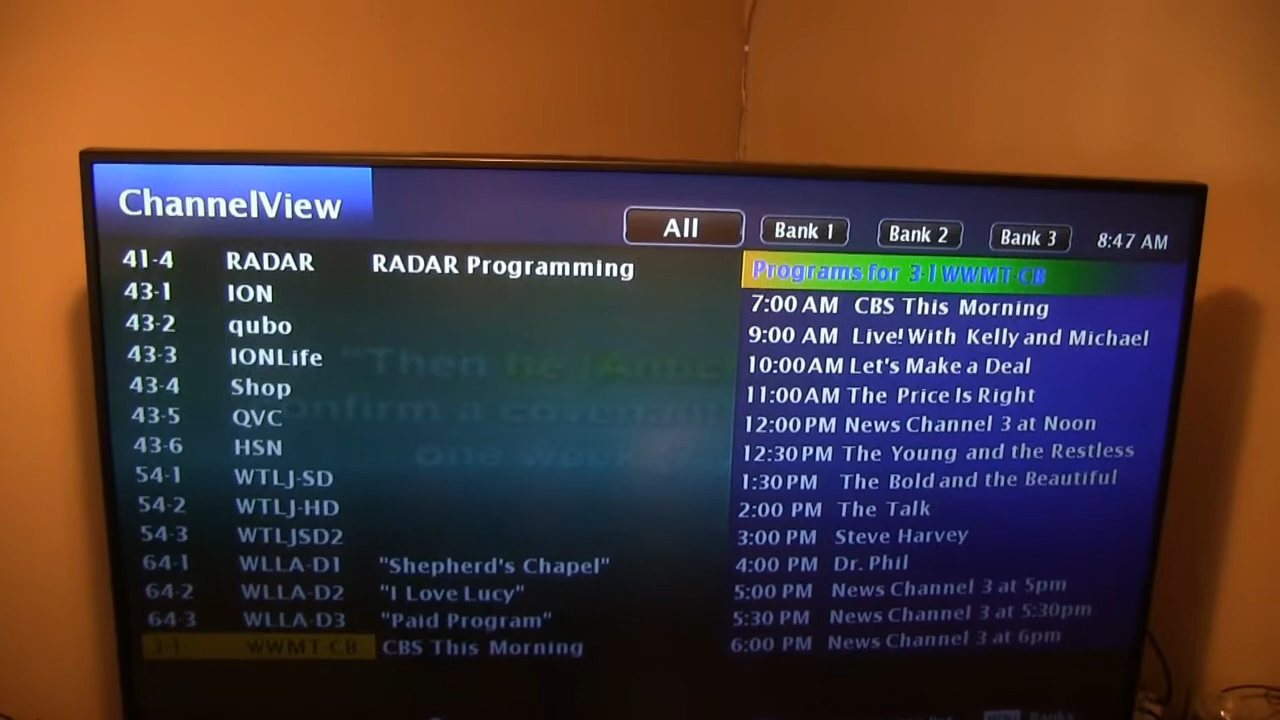 ChannelView
All
Bank 1
Bank 2
Bank 3
8:47 AM
41-4 RADAR RADAR Programming
43-1 ION
43-2 qubo
43-3 IONLife
43-4 Shop
43-5 QVC
43-6 HSN
54-1 WTLJ-SD
54-2 WTLJ-HD
54-3 WTLJSD2
64-1 WLLA-D1 "Shepherd's Chapel"
64-2 WLLA-D2 "I Love Lucy"
64-3 WLLA-D3 "Paid Program"
3-1 WWMT-CB CBS This Morning
"Then he (Antic
onfirm a covenant
one week
Programs for 3-1 WWMT-CB
7:00 AM CBS This Morning
9:00 AM Live! With Kelly and Michael
10:00 AM Let's Make a Deal
11:00 AM The Price Is Right
12:00 PM News Channel 3 at Noon
12:30 PM The Young and the Restless
1:30 PM The Bold and the Beautiful
2:00 PM The Talk
3:00 PM Steve Harvey
4:00 PM Dr. Phil
5:00 PM News Channel 3 at 5pm
5:30 PM News Channel 3 at 5:30pm
6:00 PM News Channel 3 at 6pm
Banks